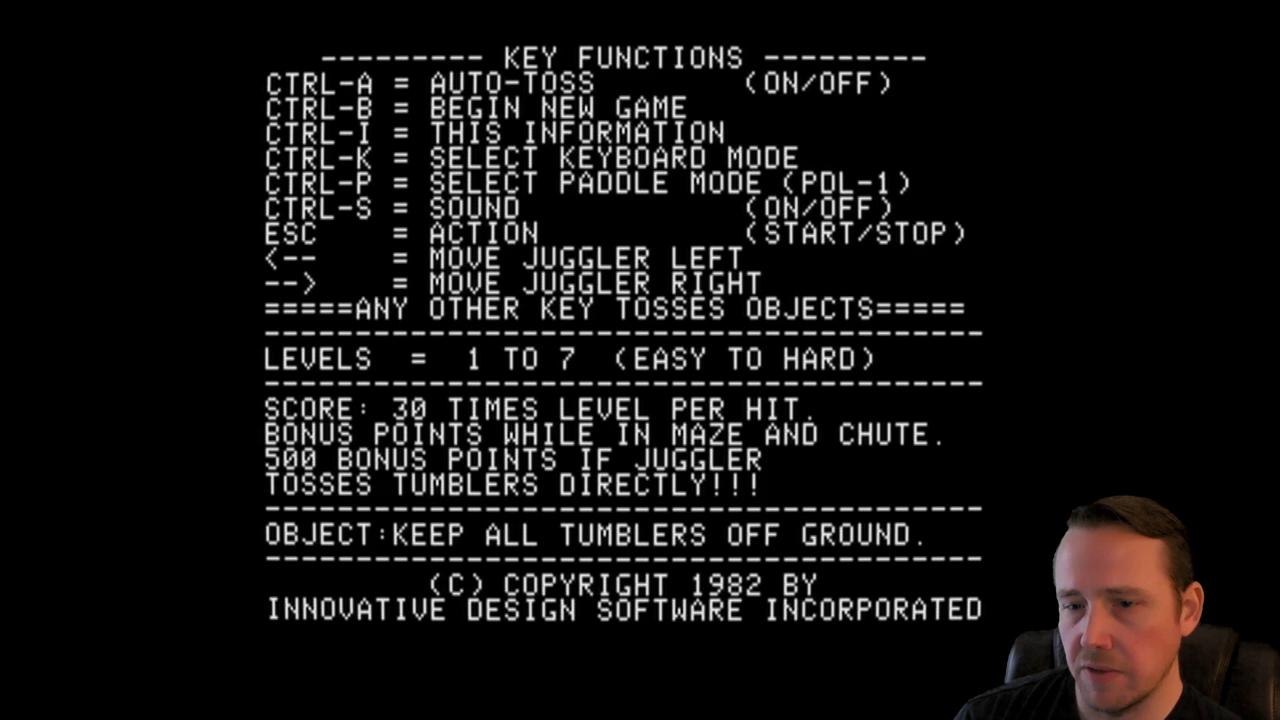 --------- KEY FUNCTIONS ---------
CTRL-A = AUTO-TOSS (ON/OFF)
CTRL-B = BEGIN NEW GAME
CTRL-I = THIS INFORMATION
CTRL-K = SELECT KEYBOARD MODE
CTRL-P = SELECT PADDLE MODE (PDL-1)
CTRL-S = SOUND (ON/OFF)
ESC = ACTION (START/STOP)
<-- = MOVE JUGGLER LEFT
--> = MOVE JUGGLER RIGHT
=====ANY OTHER KEY TOSSES OBJECTS=====
---------------------------------------
LEVELS = 1 TO 7 (EASY TO HARD)
---------------------------------------
SCORE: 30 TIMES LEVEL PER HIT.
BONUS POINTS WHILE IN MAZE AND CHUTE.
500 BONUS POINTS IF JUGGLER
TOSSES TUMBLERS DIRECTLY!!!
---------------------------------------
OBJECT:KEEP ALL TUMBLERS OFF GROUND.
---------------------------------------
(C) COPYRIGHT 1982 BY
INNOVATIVE DESIGN SOFTWARE INCORPORATED